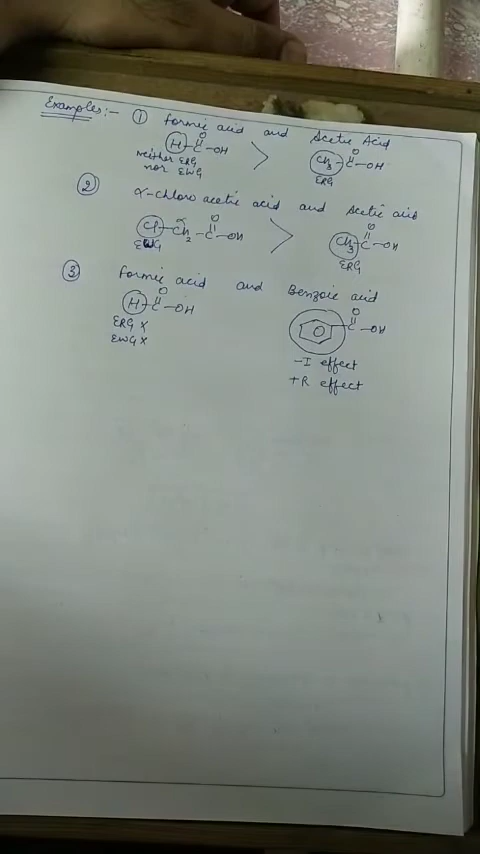 Examples:- ① Formic acid and Acetic Acid
O O
H-C-OH > CH3-C-OH
neither ERG ERG
nor EWG
② α-chloro acetic acid and Acetic acid
α O O
Cl-CH2-C-OH > CH3-C-OH
EWG ERG
③ Formic acid and Benzoic acid
O O
H-C-OH C-OH
ERG X
EWG X
-I effect
+R effect